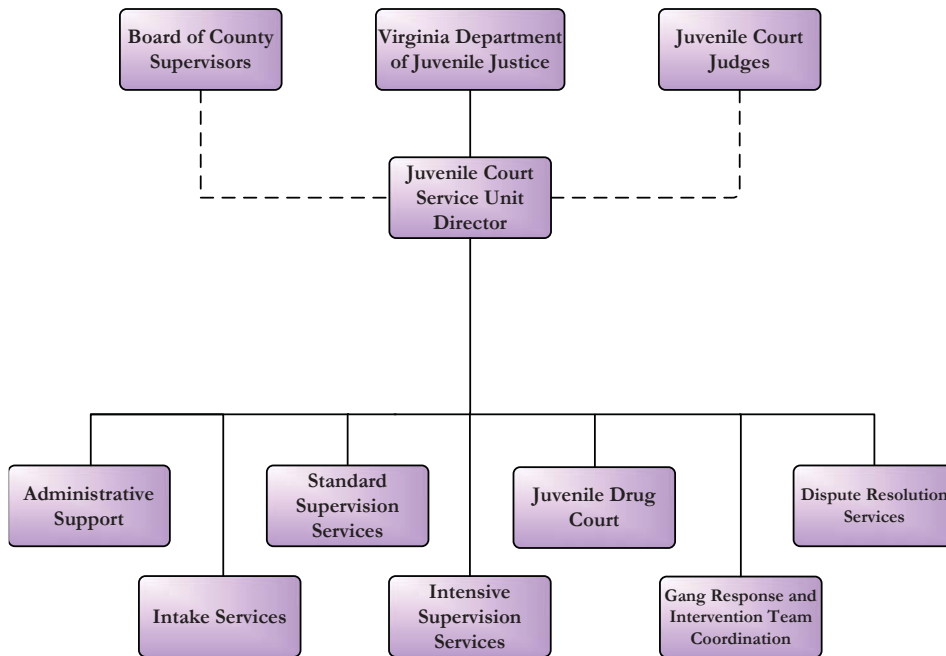 Board of County
Supervisors
Virginia Department
of Juvenile Justice
Juvenile Court
Judges
Juvenile Court
Service Unit
Director
Administrative
Support
Standard
Supervision
Services
Juvenile Drug
Court
Dispute Resolution
Services
Intake Services
Intensive
Supervision
Services
Gang Response and
Intervention Team
Coordination